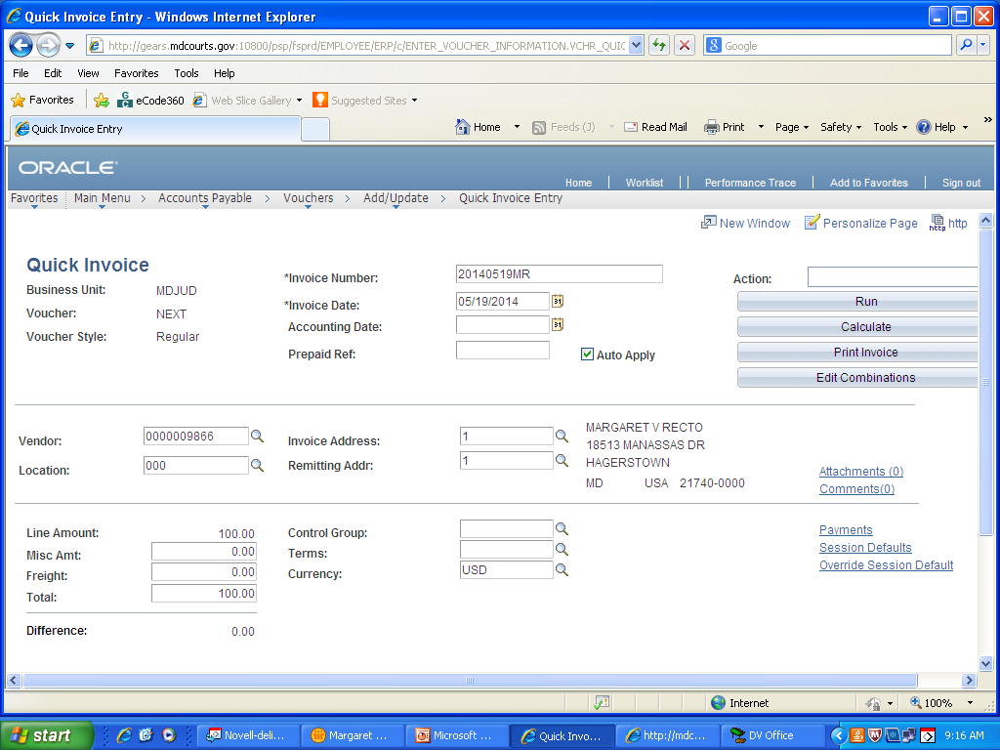 Quick Invoice Entry - Windows Internet Explorer
http://gears.mdcourts.gov:10800/psp/fsprd/EMPLOYEE/ERP/c/ENTER_VOUCHER_INFORMATION.VCHR_QUIC
Google
File Edit View Favorites Tools Help
Favorites eCode360 Web Slice Gallery Suggested Sites
Quick Invoice Entry
Home Feeds (J) Read Mail Print Page Safety Tools Help »
ORACLE
Home Worklist Performance Trace Add to Favorites Sign out
Favorites Main Menu > Accounts Payable > Vouchers > Add/Update > Quick Invoice Entry
New Window Personalize Page http
Quick Invoice
*Invoice Number: 20140519MR Action:
Business Unit: MDJUD
*Invoice Date: 05/19/2014 Run
Voucher: NEXT
Accounting Date: Calculate
Voucher Style: Regular
Prepaid Ref: Auto Apply Print Invoice
Edit Combinations
Vendor: 0000009866 Invoice Address: 1 MARGARET V RECTO
18513 MANASSAS DR
Location: 000 Remitting Addr: 1 HAGERSTOWN
MD USA 21740-0000
Attachments (0)
Comments(0)
Line Amount: 100.00 Control Group: Payments
Misc Amt: 0.00 Terms: Session Defaults
Freight: 0.00 Currency: USD Override Session Default
Total: 100.00
Difference: 0.00
Internet 100%
start Novell-deli... Margaret ... Microsoft ... Quick Invo... http://mdc... DV Office 9:16 AM